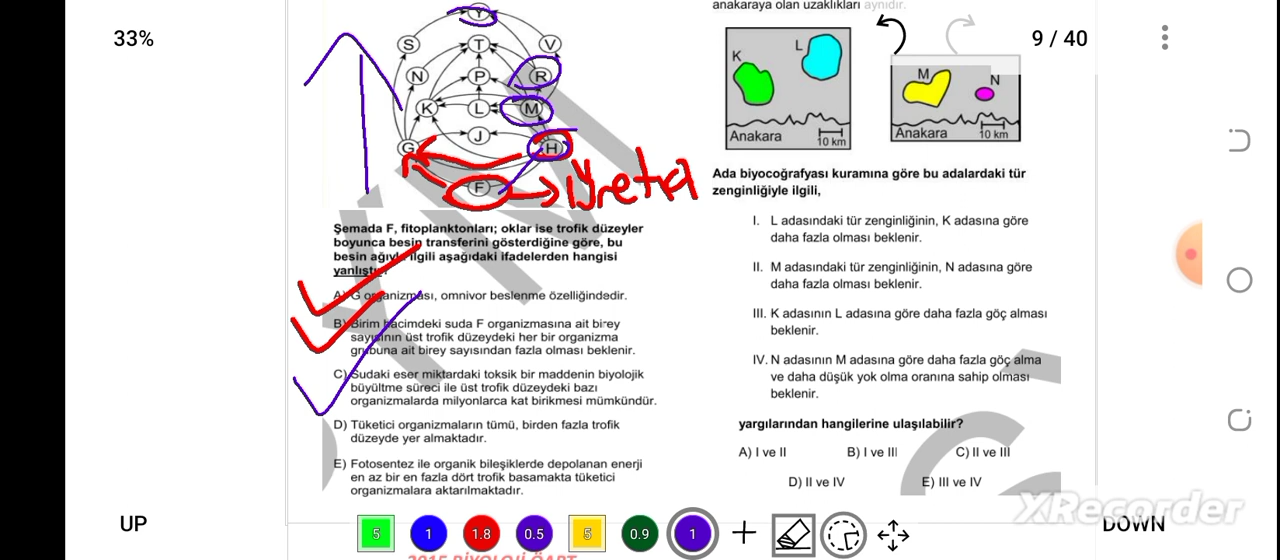 33%
9 / 40
Y
S
T
V
N
P
R
K
L
M
J
G
H
F
üretici
Şemada F, fitoplanktonları; oklar ise trofik düzeyler
boyunca besin transferini gösterdiğine göre, bu
besin ağıyla ilgili aşağıdaki ifadelerden hangisi
yanlıştır?
A) G organizması, omnivor beslenme özelliğindedir.
B) Birim hacimdeki suda F organizmasına ait birey
sayısının üst trofik düzeydeki her bir organizma
grubuna ait birey sayısından fazla olması beklenir.
C) Sudaki eser miktardaki toksik bir maddenin biyolojik
büyültme süreci ile üst trofik düzeydeki bazı
organizmalarda milyonlarca kat birikmesi mümkündür.
D) Tüketici organizmaların tümü, birden fazla trofik
düzeyde yer almaktadır.
E) Fotosentez ile organik bileşiklerde depolanan enerji
en az bir en fazla dört trofik basamakta tüketici
organizmalara aktarılmaktadır.
anakaraya olan uzaklıkları aynıdır.
K
L
Anakara
10 km
M
N
Anakara
10 km
Ada biyocoğrafyası kuramına göre bu adalardaki tür
zenginliğiyle ilgili,
I. L adasındaki tür zenginliğinin, K adasına göre
daha fazla olması beklenir.
II. M adasındaki tür zenginliğinin, N adasına göre
daha fazla olması beklenir.
III. K adasının L adasına göre daha fazla göç alması
beklenir.
IV. N adasının M adasına göre daha fazla göç alma
ve daha düşük yok olma oranına sahip olması
beklenir.
yargılarından hangilerine ulaşılabilir?
A) I ve II
B) I ve III
C) II ve III
D) II ve IV
E) III ve IV
XRecorder
UP
5
1
1.8
0.5
5
0.9
1
DOWN
2015 BİYOLOJİ ÖABT